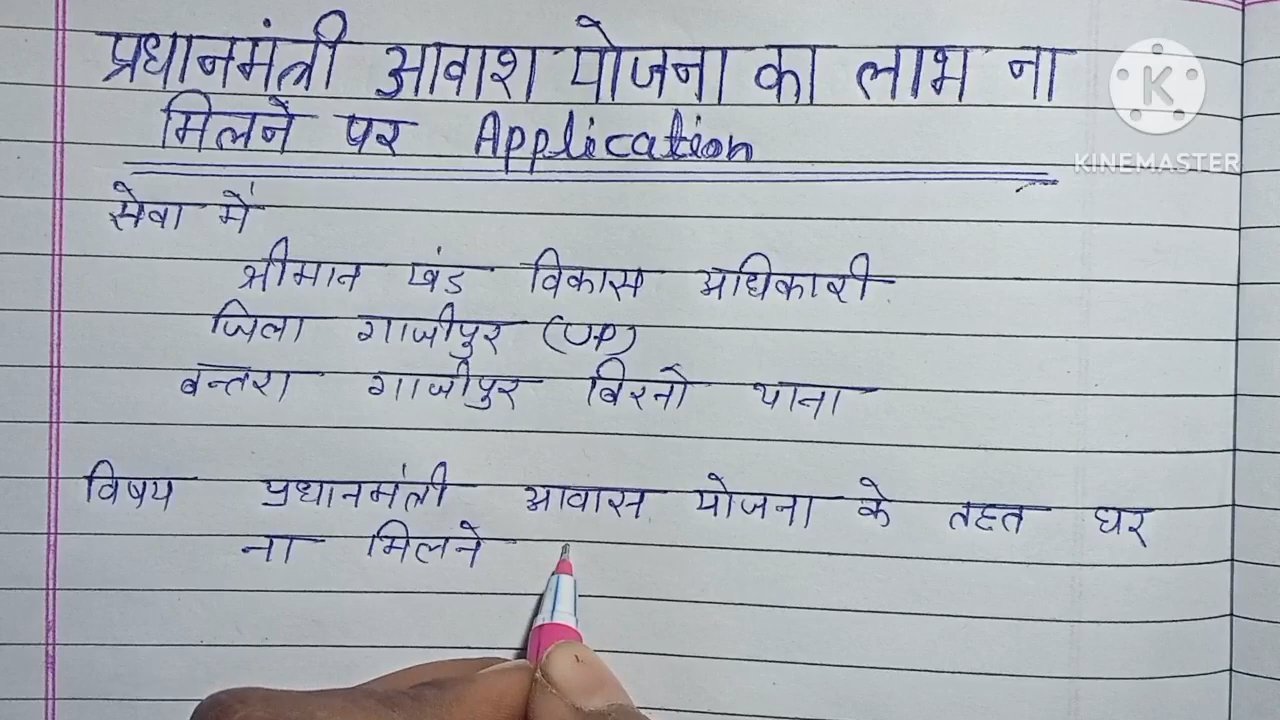 प्रधानमंत्री आवाश योजना का लाभ ना
मिलने पर Application
सेवा में
श्रीमान खंड विकास अधिकारी
जिला गाजीपुर (UP)
बन्तरा गाजीपुर बिरनो थाना
विषय प्रधानमंत्री आवास योजना के तहत घर
ना मिलने
K
KINEMASTER